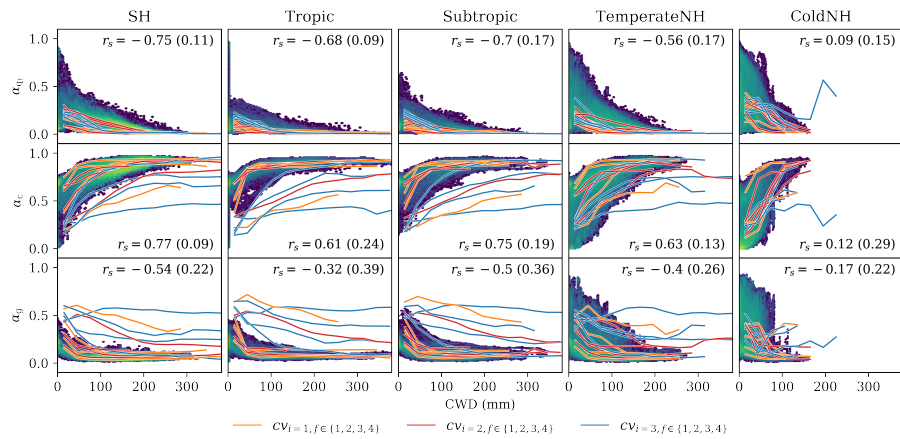 SH Tropic Subtropic TemperateNH ColdNH
1.0 0.5 0.0 α_qr
r_s = −0.75 (0.11) r_s = −0.68 (0.09) r_s = −0.7 (0.17) r_s = −0.56 (0.17) r_s = 0.09 (0.15)
1.0 0.5 0.0 α_c
r_s = 0.77 (0.09) r_s = 0.61 (0.24) r_s = 0.75 (0.19) r_s = 0.63 (0.13) r_s = 0.12 (0.29)
r_s = −0.54 (0.22) r_s = −0.32 (0.39) r_s = −0.5 (0.36) r_s = −0.4 (0.26) r_s = −0.17 (0.22)
1.0 0.5 0.0 α_g
0 100 200 300 0 100 200 300 0 100 200 300 0 100 200 300 0 100 200 300
CWD (mm)
cv_{i=1, f∈{1,2,3,4}} cv_{i=2, f∈{1,2,3,4}} cv_{i=3, f∈{1,2,3,4}}